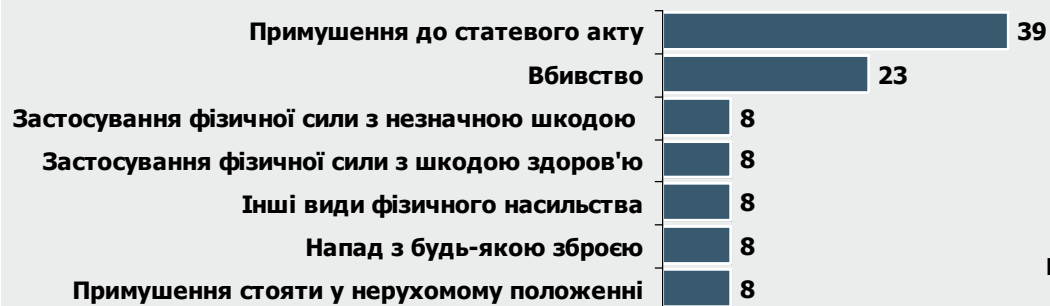 Примушення до статевого акту 39
Вбивство 23
Застосування фізичної сили з незначною шкодою 8
Застосування фізичної сили з шкодою здоров'ю 8
Інші види фізичного насильства 8
Напад з будь-якою зброєю 8
Примушення стояти у нерухомому положенні 8